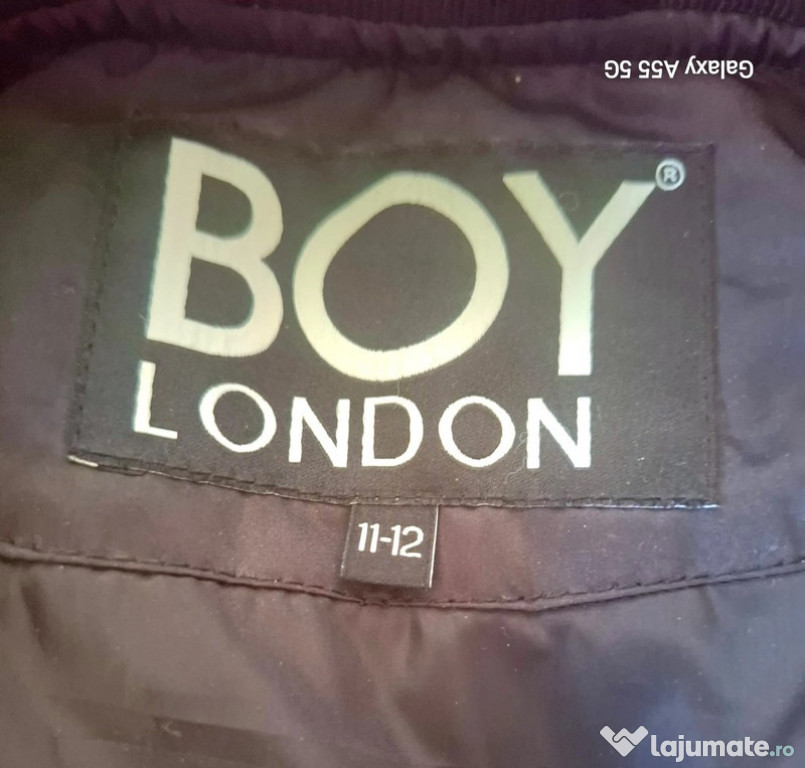 Galaxy A55 5G
BOY®
LONDON
11-12
lajumate.ro